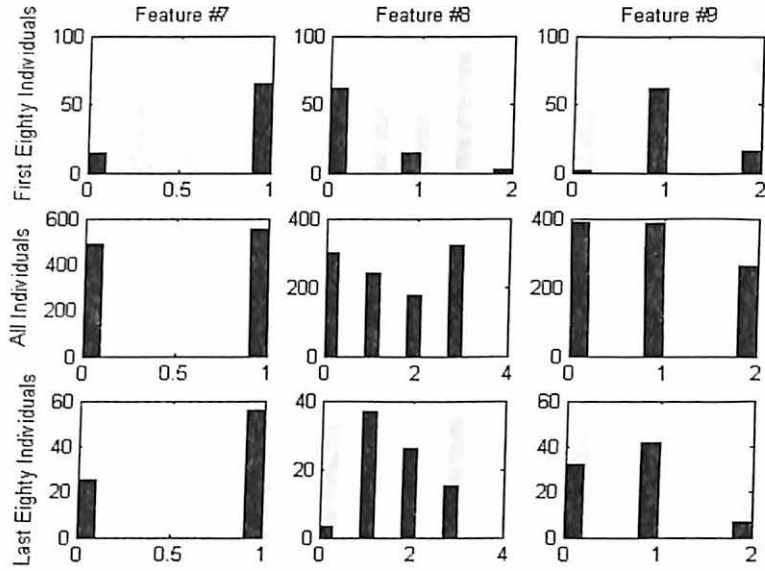 Feature #7 Feature #8 Feature #9
First Eighty Individuals
100 100 100
50 50 50
0 0 0
0 0.5 1 0 1 2 0 1 2
All Individuals
600 400 400
400
200 200 200
0 0 0
0 0.5 1 0 2 4 0 1 2
Last Eighty Individuals
60 40 60
40 20 40
20 20
0 0 0
0 0.5 1 0 2 4 0 1 2